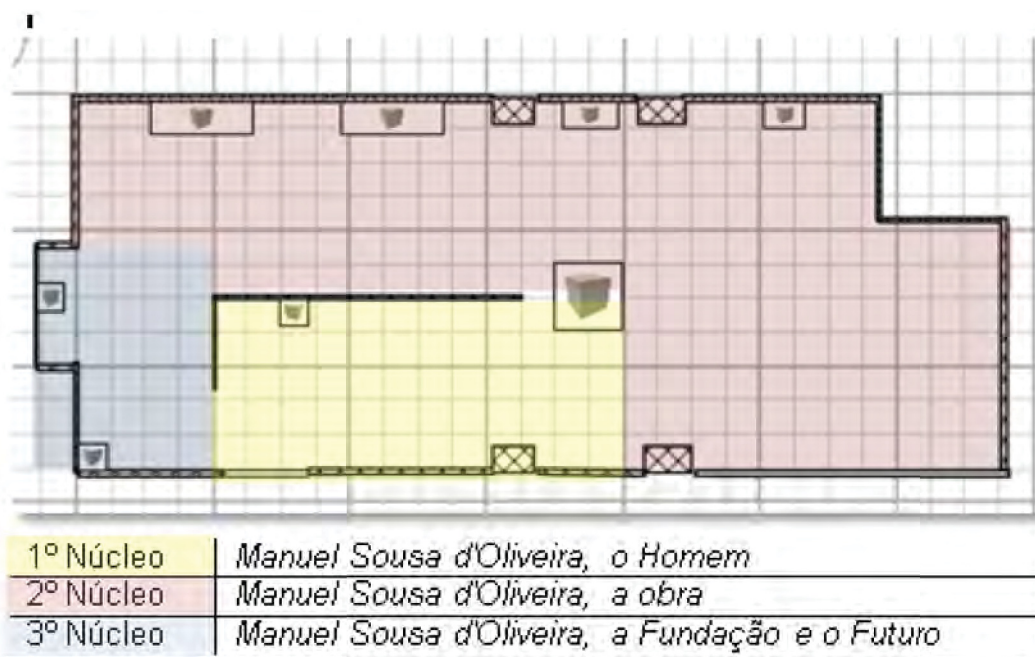 1º Núcleo Manuel Sousa d'Oliveira, o Homem
2º Núcleo Manuel Sousa d'Oliveira, a obra
3º Núcleo Manuel Sousa d'Oliveira, a Fundação e o Futuro